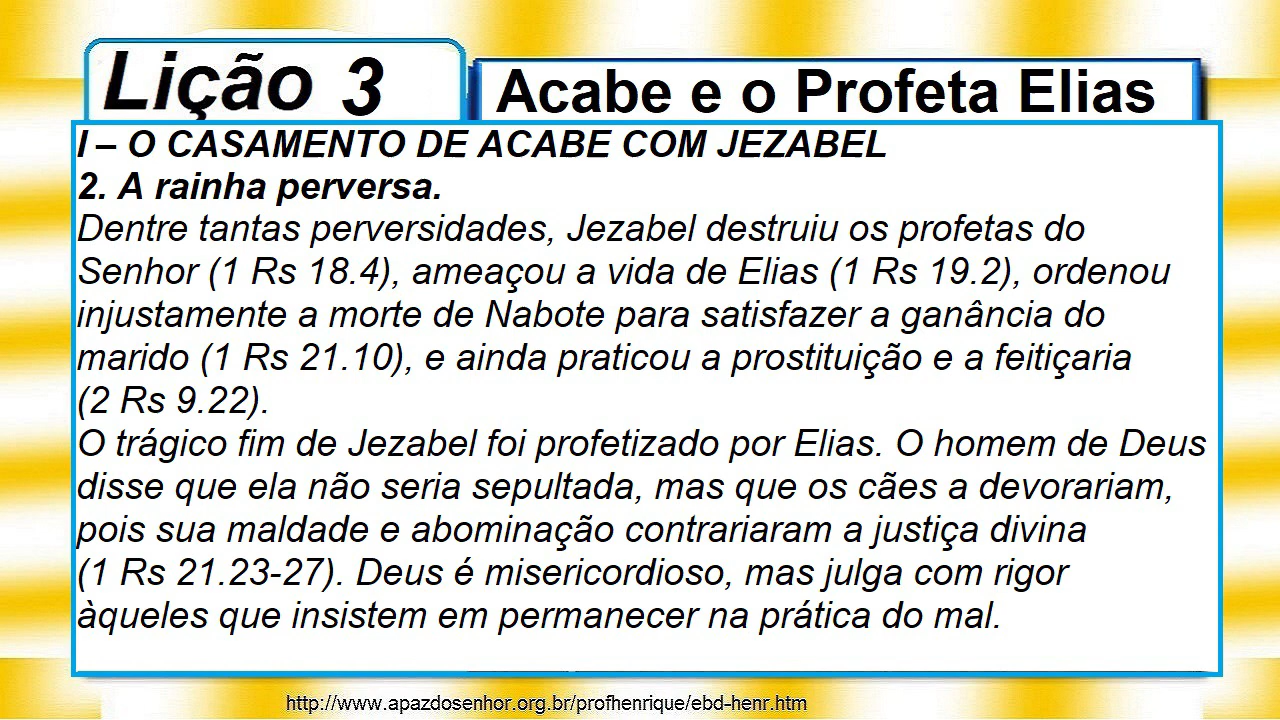 Lição 3
Acabe e o Profeta Elias
I – O CASAMENTO DE ACABE COM JEZABEL
2. A rainha perversa.
Dentre tantas perversidades, Jezabel destruiu os profetas do
Senhor (1 Rs 18.4), ameaçou a vida de Elias (1 Rs 19.2), ordenou
injustamente a morte de Nabote para satisfazer a ganância do
marido (1 Rs 21.10), e ainda praticou a prostituição e a feitiçaria
(2 Rs 9.22).
O trágico fim de Jezabel foi profetizado por Elias. O homem de Deus
disse que ela não seria sepultada, mas que os cães a devorariam,
pois sua maldade e abominação contrariaram a justiça divina
(1 Rs 21.23-27). Deus é misericordioso, mas julga com rigor
àqueles que insistem em permanecer na prática do mal.
http://www.apazdosenhor.org.br/profhenrique/ebd-henr.htm